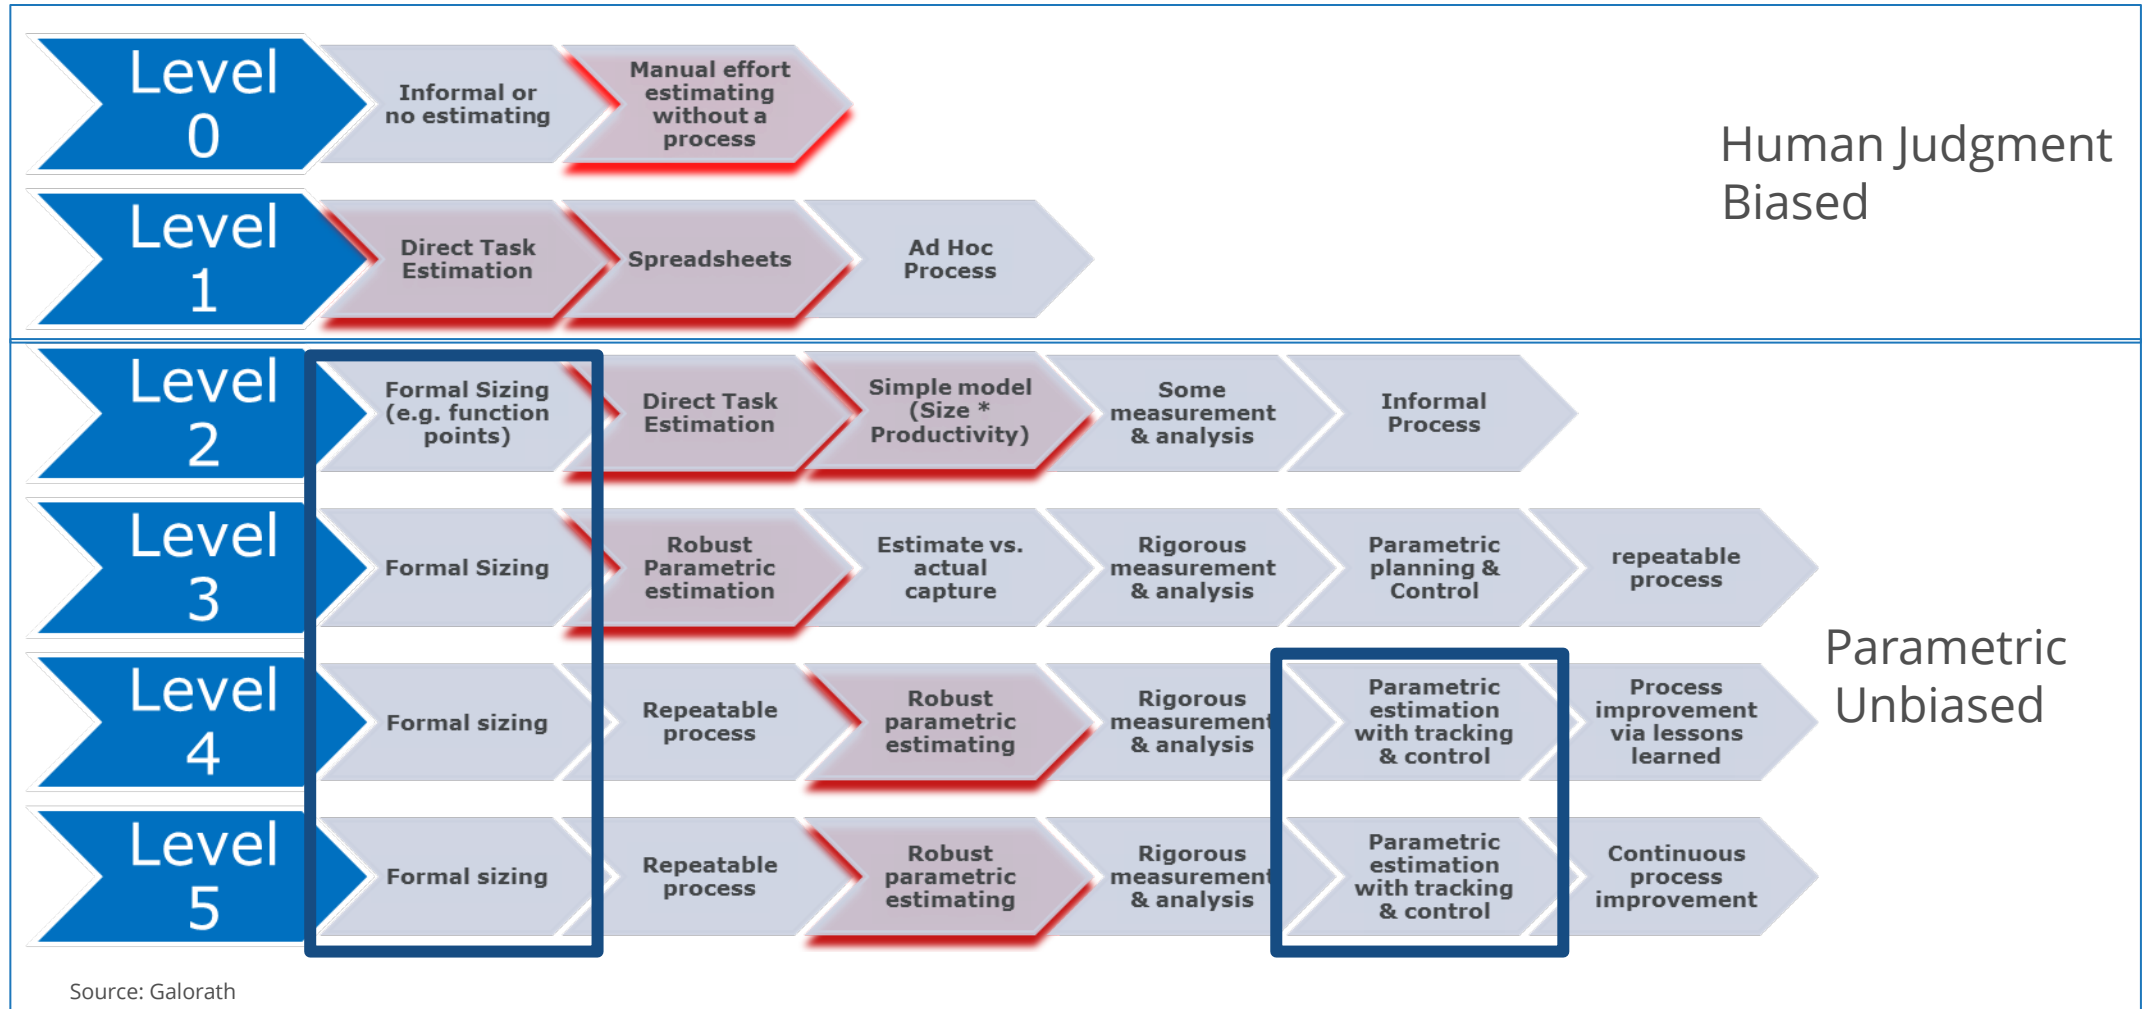 Level
0
Informal or
no estimating
Manual effort
estimating
without a
process
Human Judgment
Biased
Level
1
Direct Task
Estimation
Spreadsheets
Ad Hoc
Process
Level
2
Formal Sizing
(e.g. function
points)
Direct Task
Estimation
Simple model
(Size *
Productivity)
Some
measurement
& analysis
Informal
Process
Level
3
Formal Sizing
Robust
Parametric
estimation
Estimate vs.
actual
capture
Rigorous
measurement
& analysis
Parametric
planning &
Control
repeatable
process
Parametric
Unbiased
Level
4
Formal sizing
Repeatable
process
Robust
parametric
estimating
Rigorous
measurement
& analysis
Parametric
estimation
with tracking
& control
Process
improvement
via lessons
learned
Level
5
Formal sizing
Repeatable
process
Robust
parametric
estimating
Rigorous
measurement
& analysis
Parametric
estimation
with tracking
& control
Continuous
process
improvement
Source: Galorath